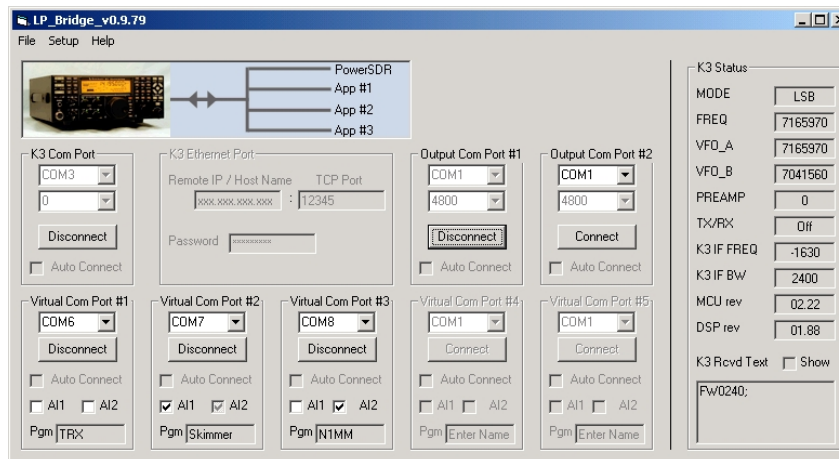 LP_Bridge_v0.9.79
File Setup Help
PowerSDR
App #1
App #2
App #3
K3 Com Port
COM3
0
Disconnect
Auto Connect
K3 Ethernet Port
Remote IP / Host Name TCP Port
xxx.xxx.xxx.xxx : 12345
Password xxxxxxxxx
Output Com Port #1
COM1
4800
Disconnect
Auto Connect
Output Com Port #2
COM1
4800
Connect
Auto Connect
Virtual Com Port #1
COM6
Disconnect
Auto Connect
AI1 AI2
Pgm TRX
Virtual Com Port #2
COM7
Disconnect
Auto Connect
AI1 AI2
Pgm Skimmer
Virtual Com Port #3
COM8
Disconnect
Auto Connect
AI1 AI2
Pgm N1MM
Virtual Com Port #4
COM1
Connect
Auto Connect
AI1 AI2
Pgm Enter Name
Virtual Com Port #5
COM1
Connect
Auto Connect
AI1 AI2
Pgm Enter Name
K3 Status
MODE LSB
FREQ 7165970
VFO_A 7165970
VFO_B 7041560
PREAMP 0
TX/RX Off
K3 IF FREQ -1630
K3 IF BW 2400
MCU rev 02.22
DSP rev 01.88
K3 Rcvd Text Show
FW0240;